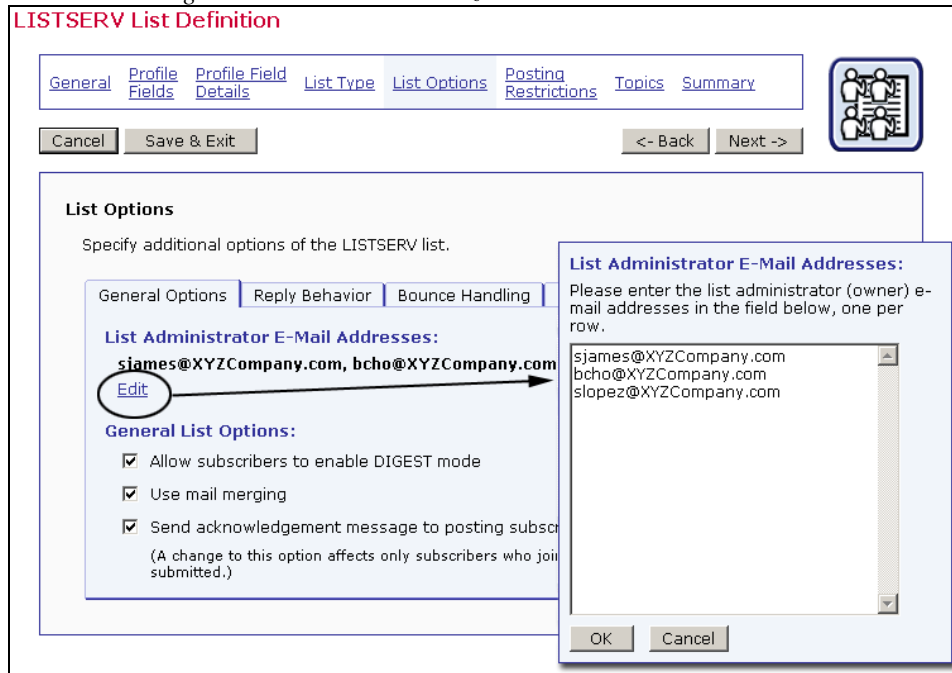 LISTSERV List Definition
General Profile Fields Profile Field Details List Type List Options Posting Restrictions Topics Summary
Cancel Save & Exit <- Back Next ->
List Options
Specify additional options of the LISTSERV list.
General Options Reply Behavior Bounce Handling
List Administrator E-Mail Addresses:
sjames@XYZCompany.com, bcho@XYZCompany.com
Edit
General List Options:
Allow subscribers to enable DIGEST mode
Use mail merging
Send acknowledgement message to posting
(A change to this option affects only subscribers who
submitted.)
List Administrator E-Mail Addresses:
Please enter the list administrator (owner) e-
mail addresses in the field below, one per
row.
sjames@XYZCompany.com
bcho@XYZCompany.com
slopez@XYZCompany.com
OK Cancel